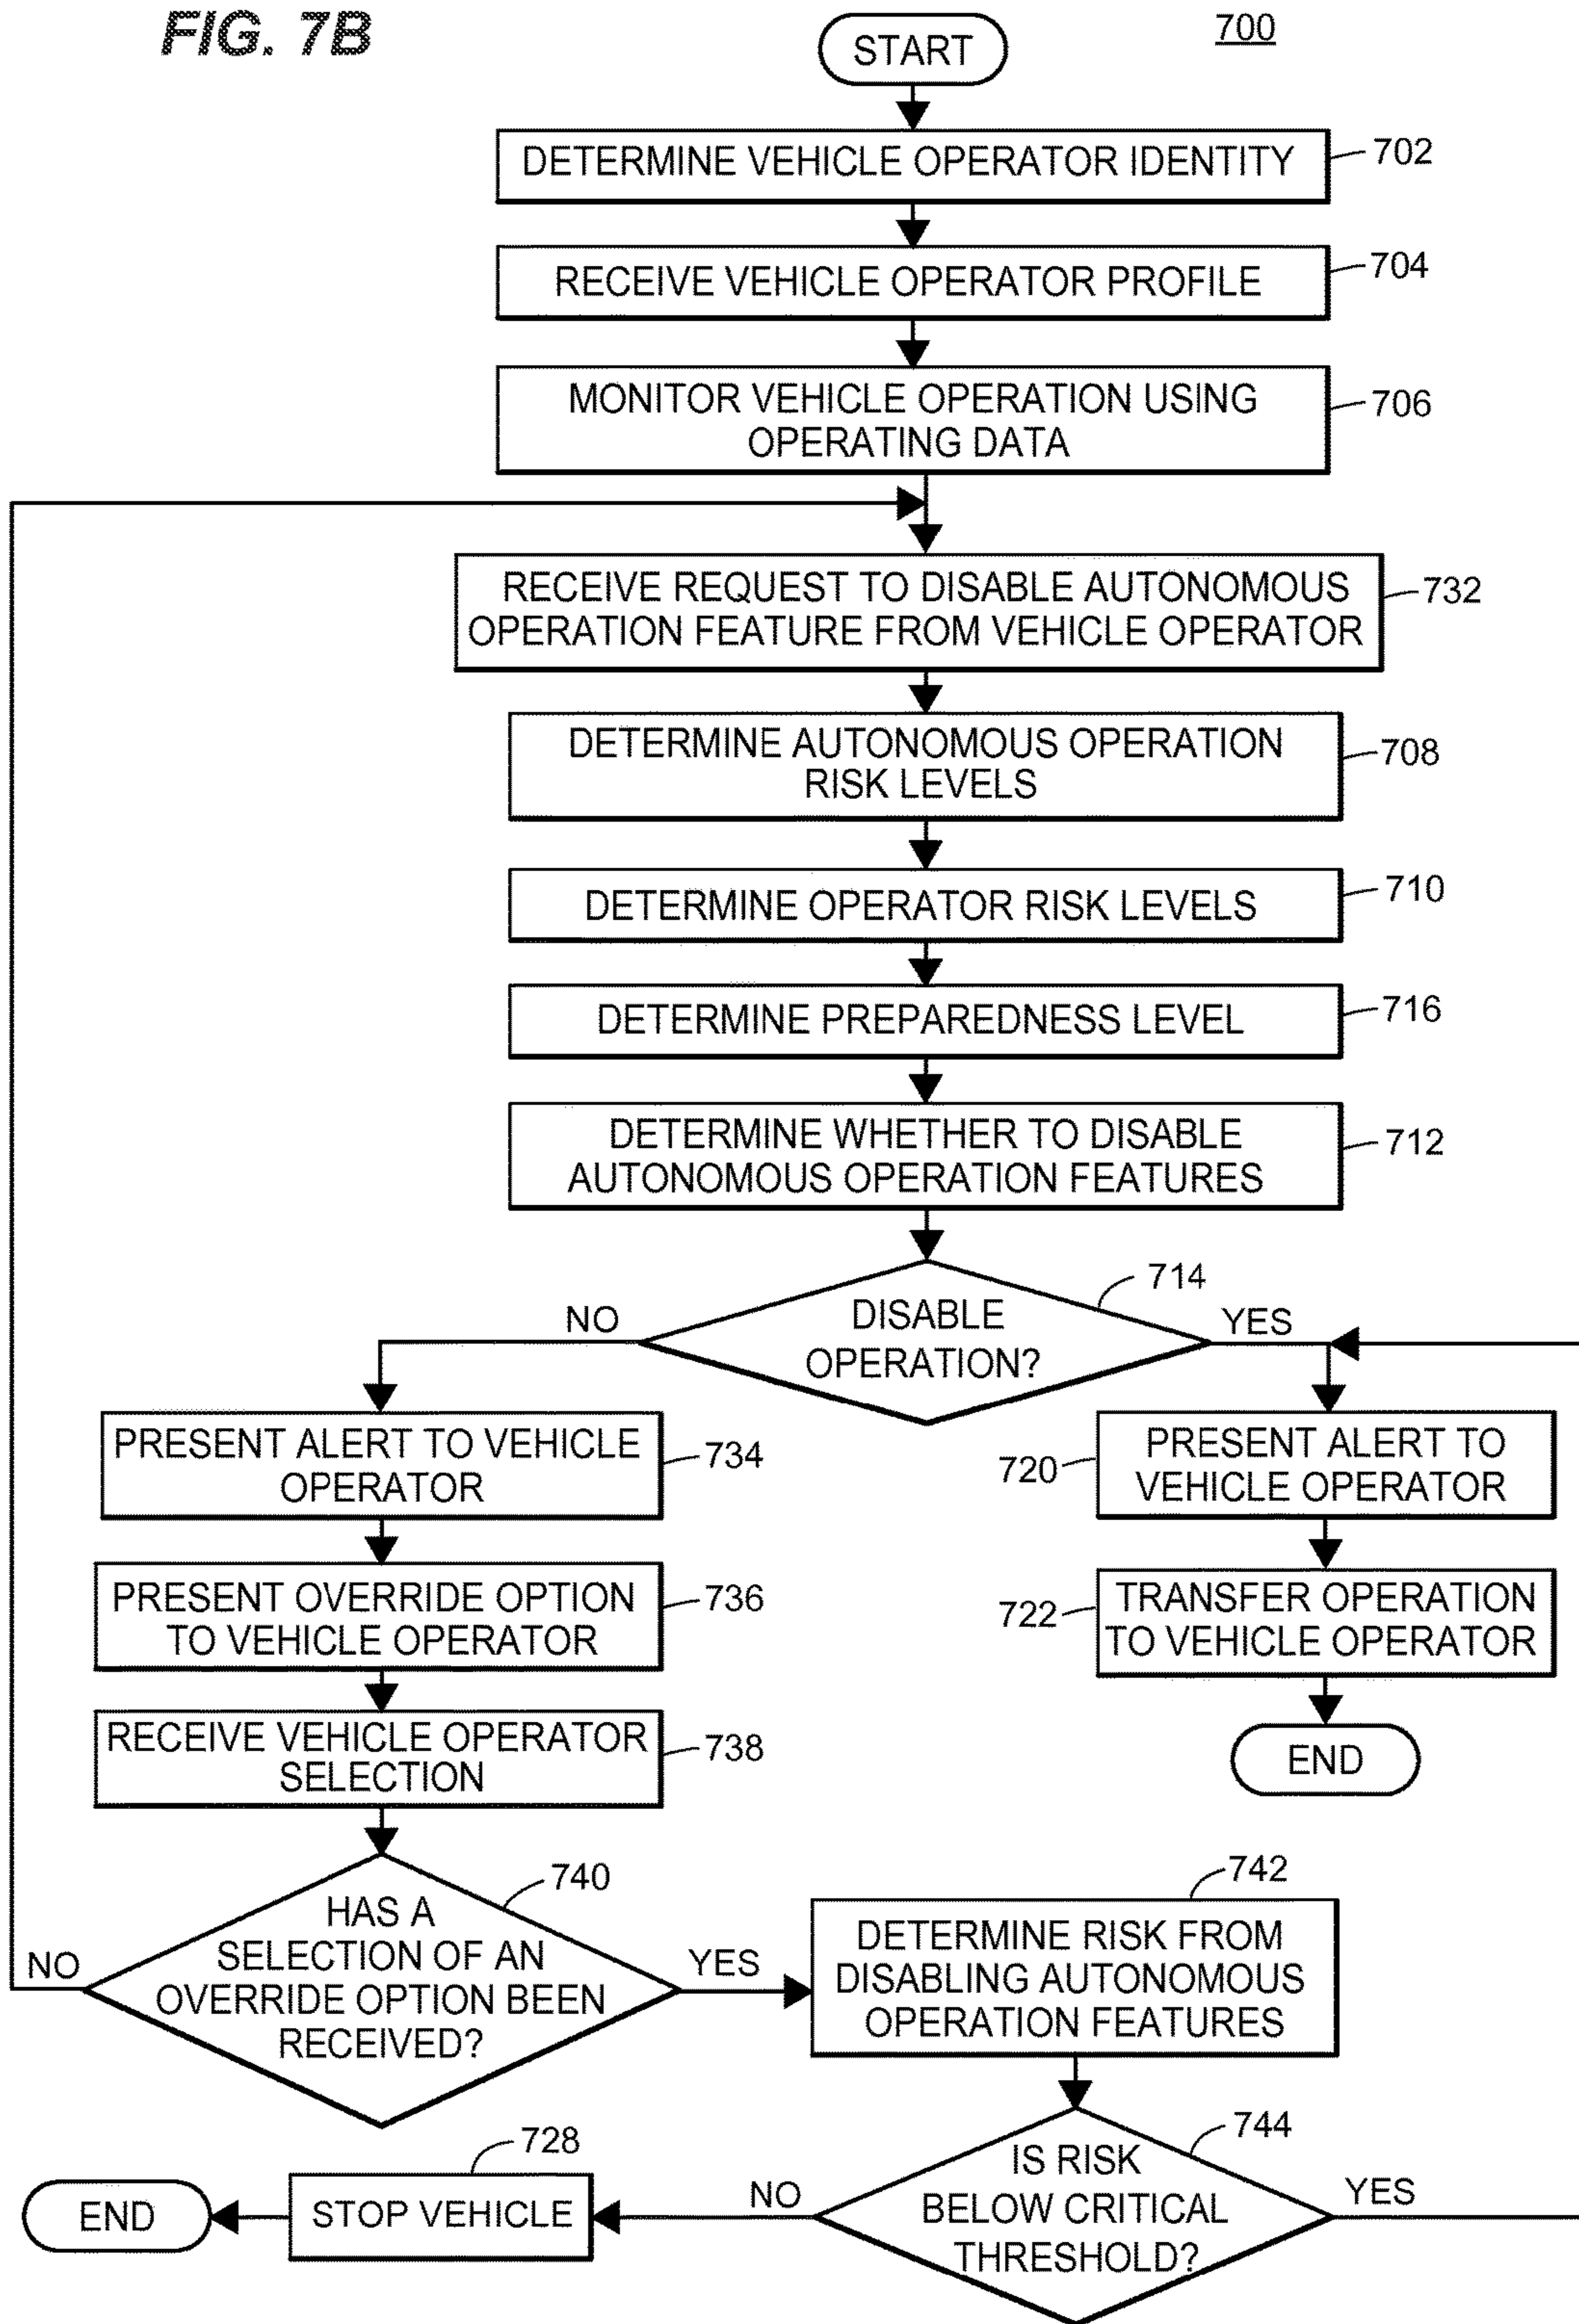 FIG. 7B
700
START
DETERMINE VEHICLE OPERATOR IDENTITY
702
RECEIVE VEHICLE OPERATOR PROFILE
704
MONITOR VEHICLE OPERATION USING
OPERATING DATA
706
RECEIVE REQUEST TO DISABLE AUTONOMOUS
OPERATION FEATURE FROM VEHICLE OPERATOR
732
DETERMINE AUTONOMOUS OPERATION
RISK LEVELS
708
DETERMINE OPERATOR RISK LEVELS
710
DETERMINE PREPAREDNESS LEVEL
716
DETERMINE WHETHER TO DISABLE
AUTONOMOUS OPERATION FEATURES
712
714
DISABLE
OPERATION?
NO
YES
PRESENT ALERT TO VEHICLE
OPERATOR
734
PRESENT ALERT TO
VEHICLE OPERATOR
720
PRESENT OVERRIDE OPTION
TO VEHICLE OPERATOR
736
TRANSFER OPERATION
TO VEHICLE OPERATOR
722
RECEIVE VEHICLE OPERATOR
SELECTION
738
END
740
HAS A
SELECTION OF AN
OVERRIDE OPTION BEEN
RECEIVED?
NO
YES
742
DETERMINE RISK FROM
DISABLING AUTONOMOUS
OPERATION FEATURES
744
IS RISK
BELOW CRITICAL
THRESHOLD?
NO
YES
728
STOP VEHICLE
END